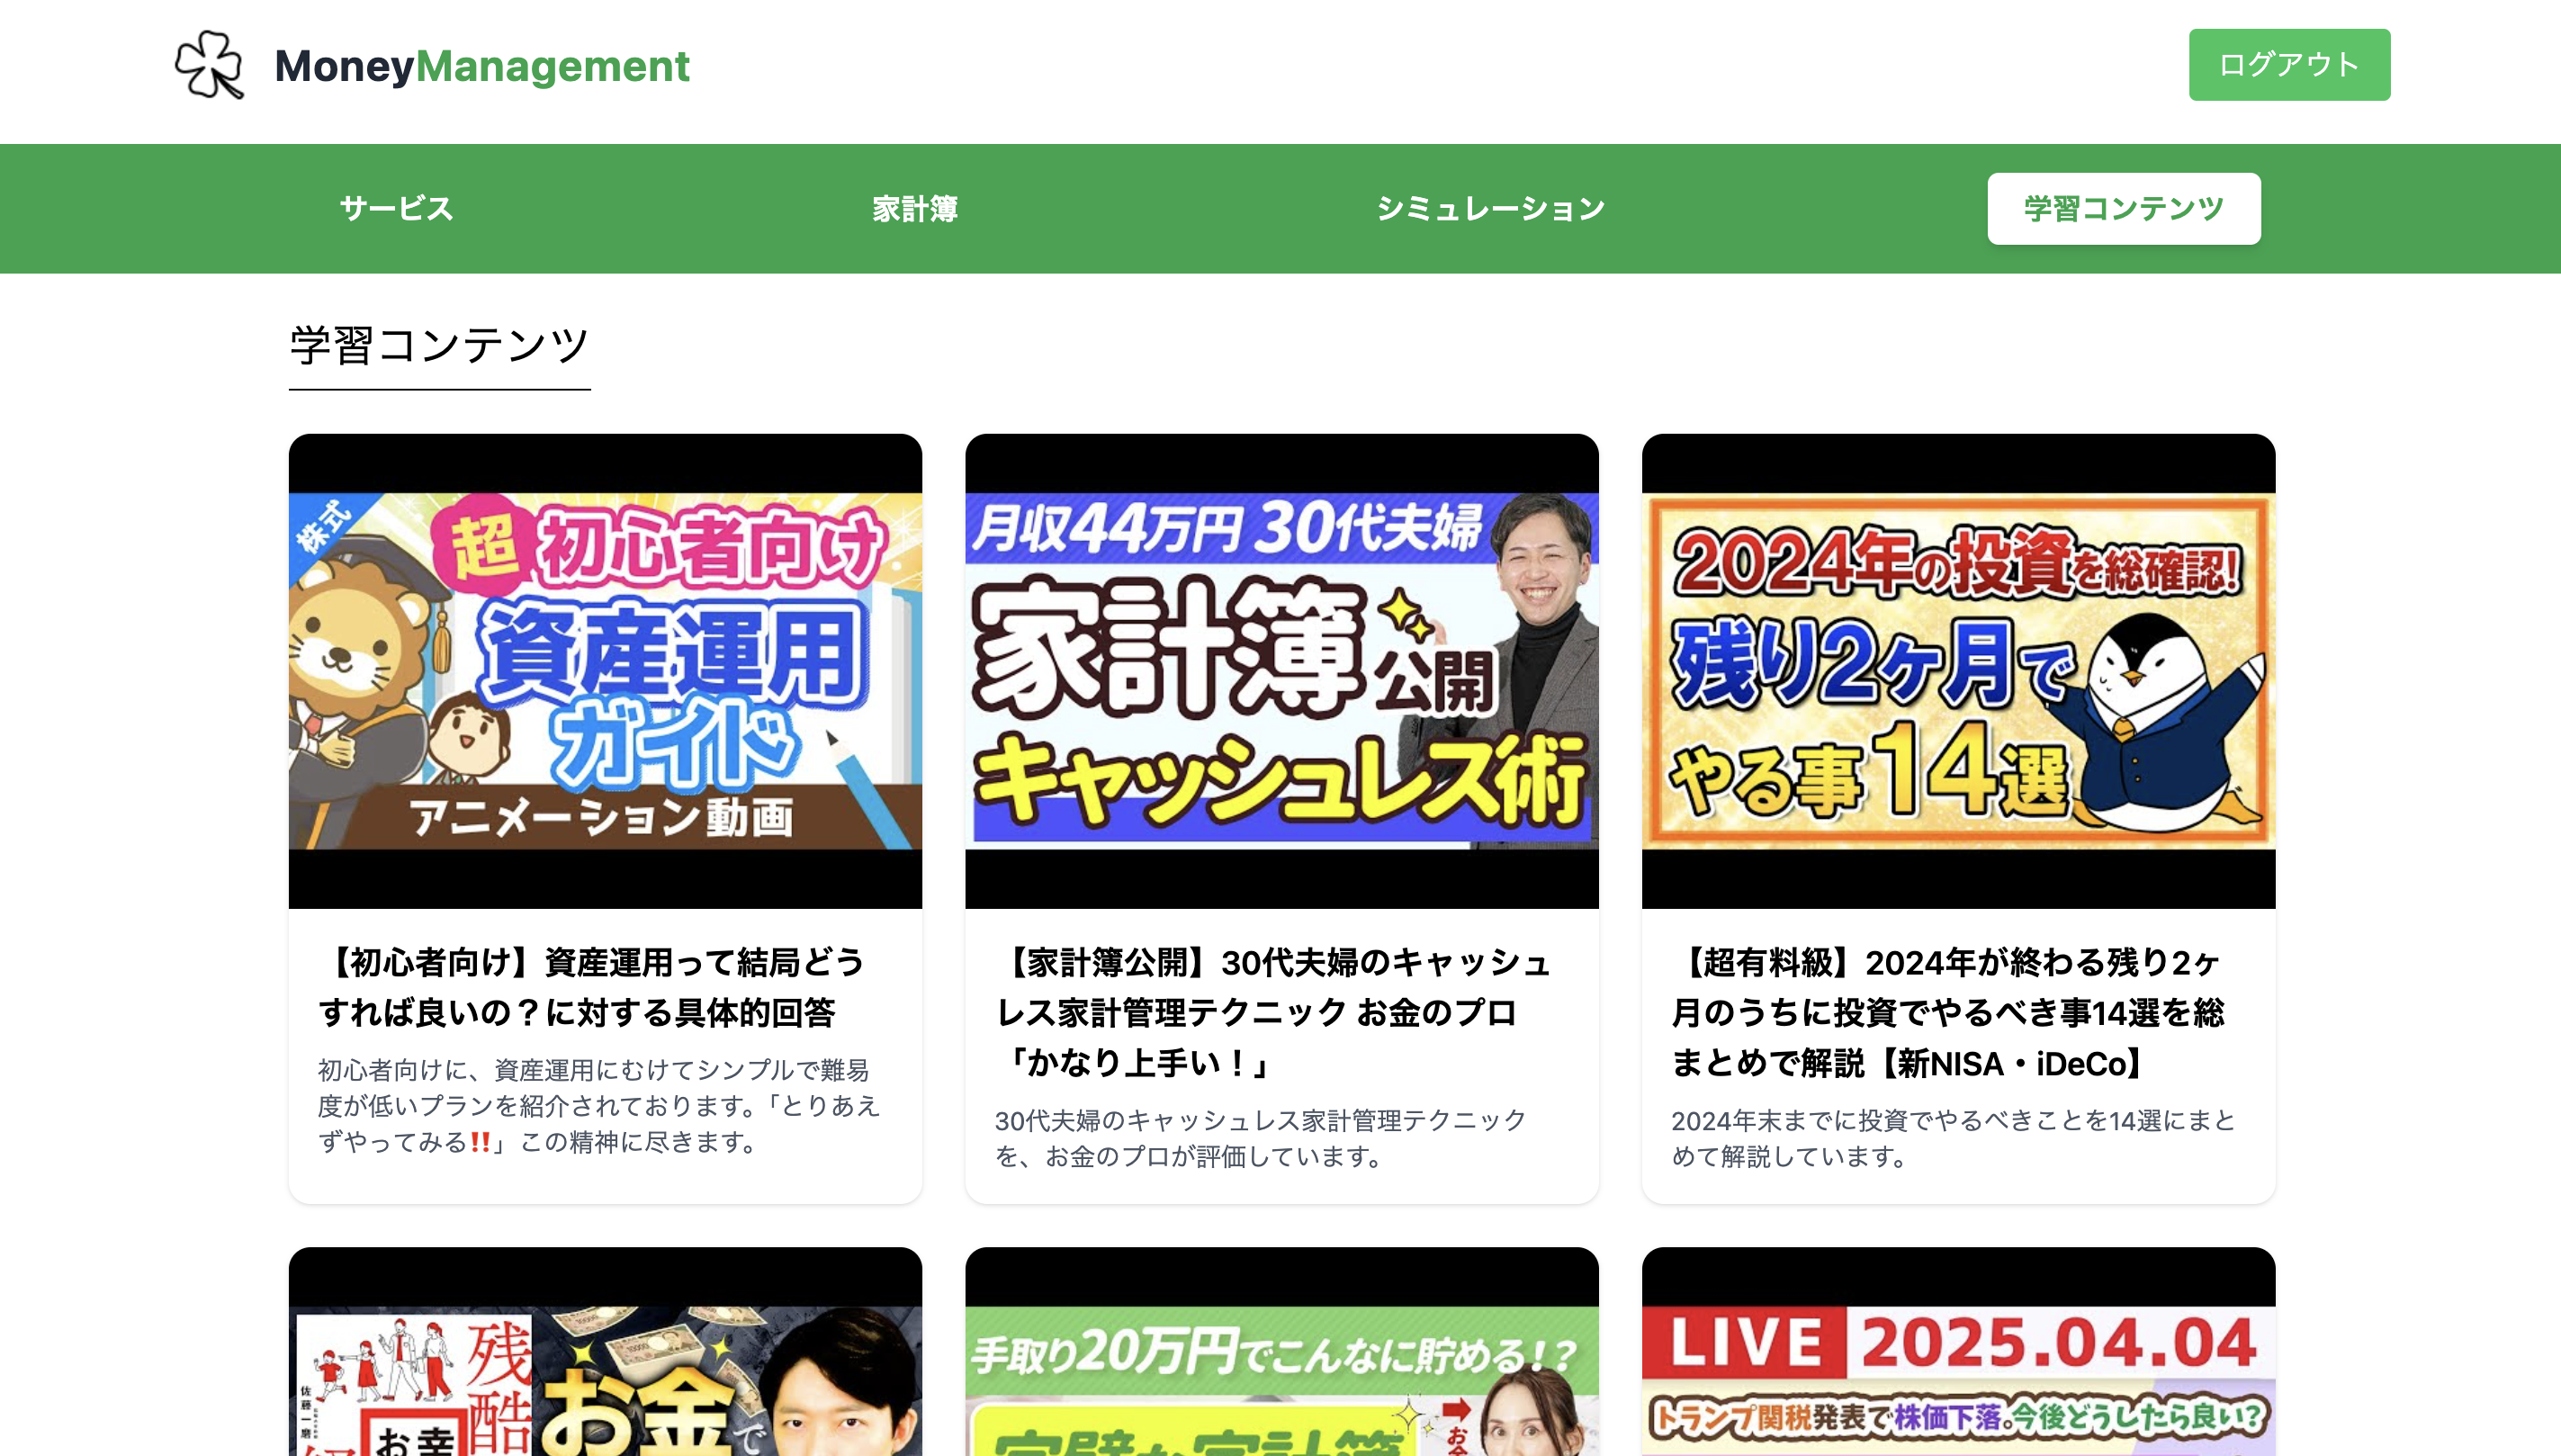 MoneyManagement
ログアウト
サービス
家計簿
シミュレーション
学習コンテンツ
学習コンテンツ
株式
超初心者向け
資産運用
ガイド
アニメーション動画
【初心者向け】資産運用って結局どう
すれば良いの？に対する具体的回答
初心者向けに、資産運用にむけてシンプルで難易
度が低いプランを紹介されております。「とりあえ
ずやってみる‼️」この精神に尽きます。
月収44万円 30代夫婦
家計簿公開
キャッシュレス術
【家計簿公開】30代夫婦のキャッシュ
レス家計管理テクニック お金のプロ
「かなり上手い！」
30代夫婦のキャッシュレス家計管理テクニック
を、お金のプロが評価しています。
2024年の投資を総確認!
残り2ヶ月で
やる事14選
【超有料級】2024年が終わる残り2ヶ
月のうちに投資でやるべき事14選を総
まとめで解説【新NISA・iDeCo】
2024年末までに投資でやるべきことを14選にまと
めて解説しています。
残酷
佐藤一磨
お幸
お金で
手取り20万円でこんなに貯める!?
家計簿
お金
LIVE 2025.04.04
トランプ関税発表で株価下落。今後どうしたら良い?